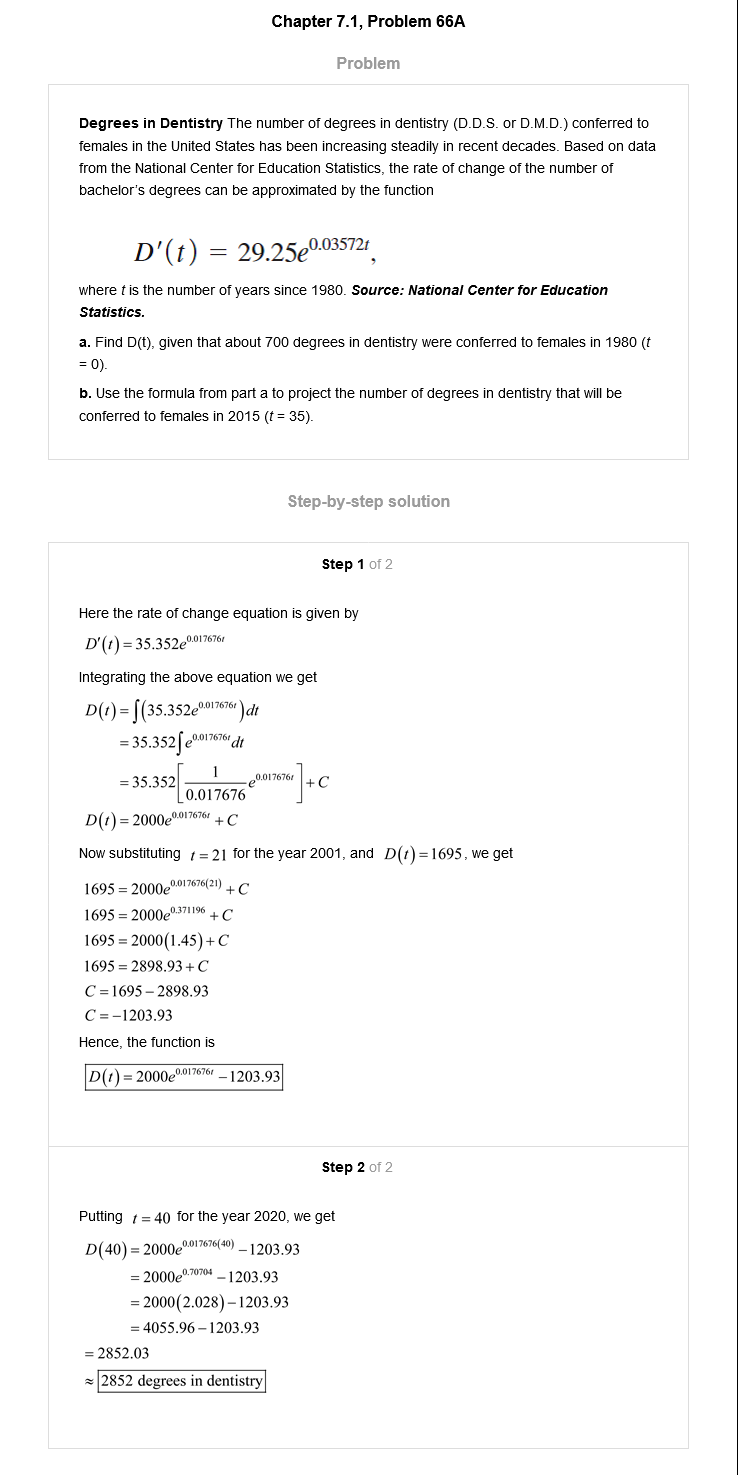 Chapter 7.1, Problem 66A
Problem
Degrees in Dentistry The number of degrees in dentistry (D.D.S. or D.M.D.) conferred to
females in the United States has been increasing steadily in recent decades. Based on data
from the National Center for Education Statistics, the rate of change of the number of
bachelor's degrees can be approximated by the function
D′(t) = 29.25e^{0.03572t},
where t is the number of years since 1980. Source: National Center for Education
Statistics.
a. Find D(t), given that about 700 degrees in dentistry were conferred to females in 1980 (t
= 0).
b. Use the formula from part a to project the number of degrees in dentistry that will be
conferred to females in 2015 (t = 35).
Step-by-step solution
Step 1 of 2
Here the rate of change equation is given by
D′(t) = 35.352e^{0.017676t}
Integrating the above equation we get
D(t) = ∫(35.352e^{0.017676t})dt
= 35.352∫e^{0.017676t}dt
= 35.352[1/0.017676 e^{0.017676t}] + C
D(t) = 2000e^{0.017676t} + C
Now substituting t = 21 for the year 2001, and D(t) = 1695, we get
1695 = 2000e^{0.017676(21)} + C
1695 = 2000e^{0.371196} + C
1695 = 2000(1.45) + C
1695 = 2898.93 + C
C = 1695 – 2898.93
C = –1203.93
Hence, the function is
D(t) = 2000e^{0.017676t} – 1203.93
Step 2 of 2
Putting t = 40 for the year 2020, we get
D(40) = 2000e^{0.017676(40)} – 1203.93
= 2000e^{0.70704} – 1203.93
= 2000(2.028) – 1203.93
= 4055.96 – 1203.93
= 2852.03
≈ 2852 degrees in dentistry